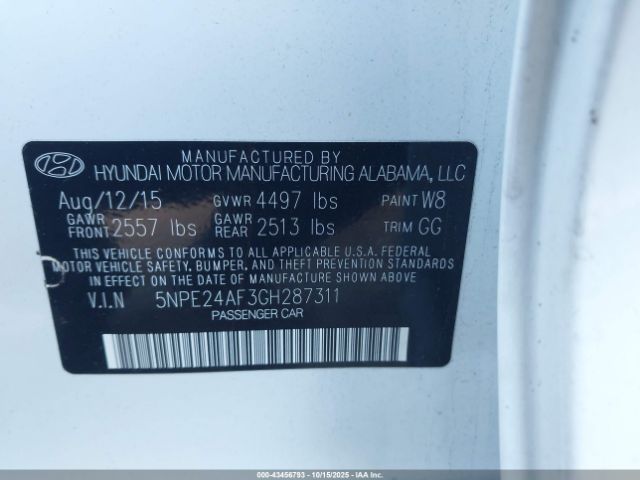 MANUFACTURED BY
HYUNDAI MOTOR MANUFACTURING ALABAMA, LLC
Aug/12/15 GVWR 4497 lbs PAINT W8
GAWR FRONT 2557 lbs GAWR REAR 2513 lbs TRIM GG
THIS VEHICLE CONFORMS TO ALL APPLICABLE U.S.A. FEDERAL
MOTOR VEHICLE SAFETY, BUMPER, AND THEFT PREVENTION STANDARDS
IN EFFECT ON THE DATE OF MANUFACTURE SHOWN ABOVE.
V.I.N 5NPE24AF3GH287311
PASSENGER CAR
000-43456793 - 10/15/2025 - IAA Inc.